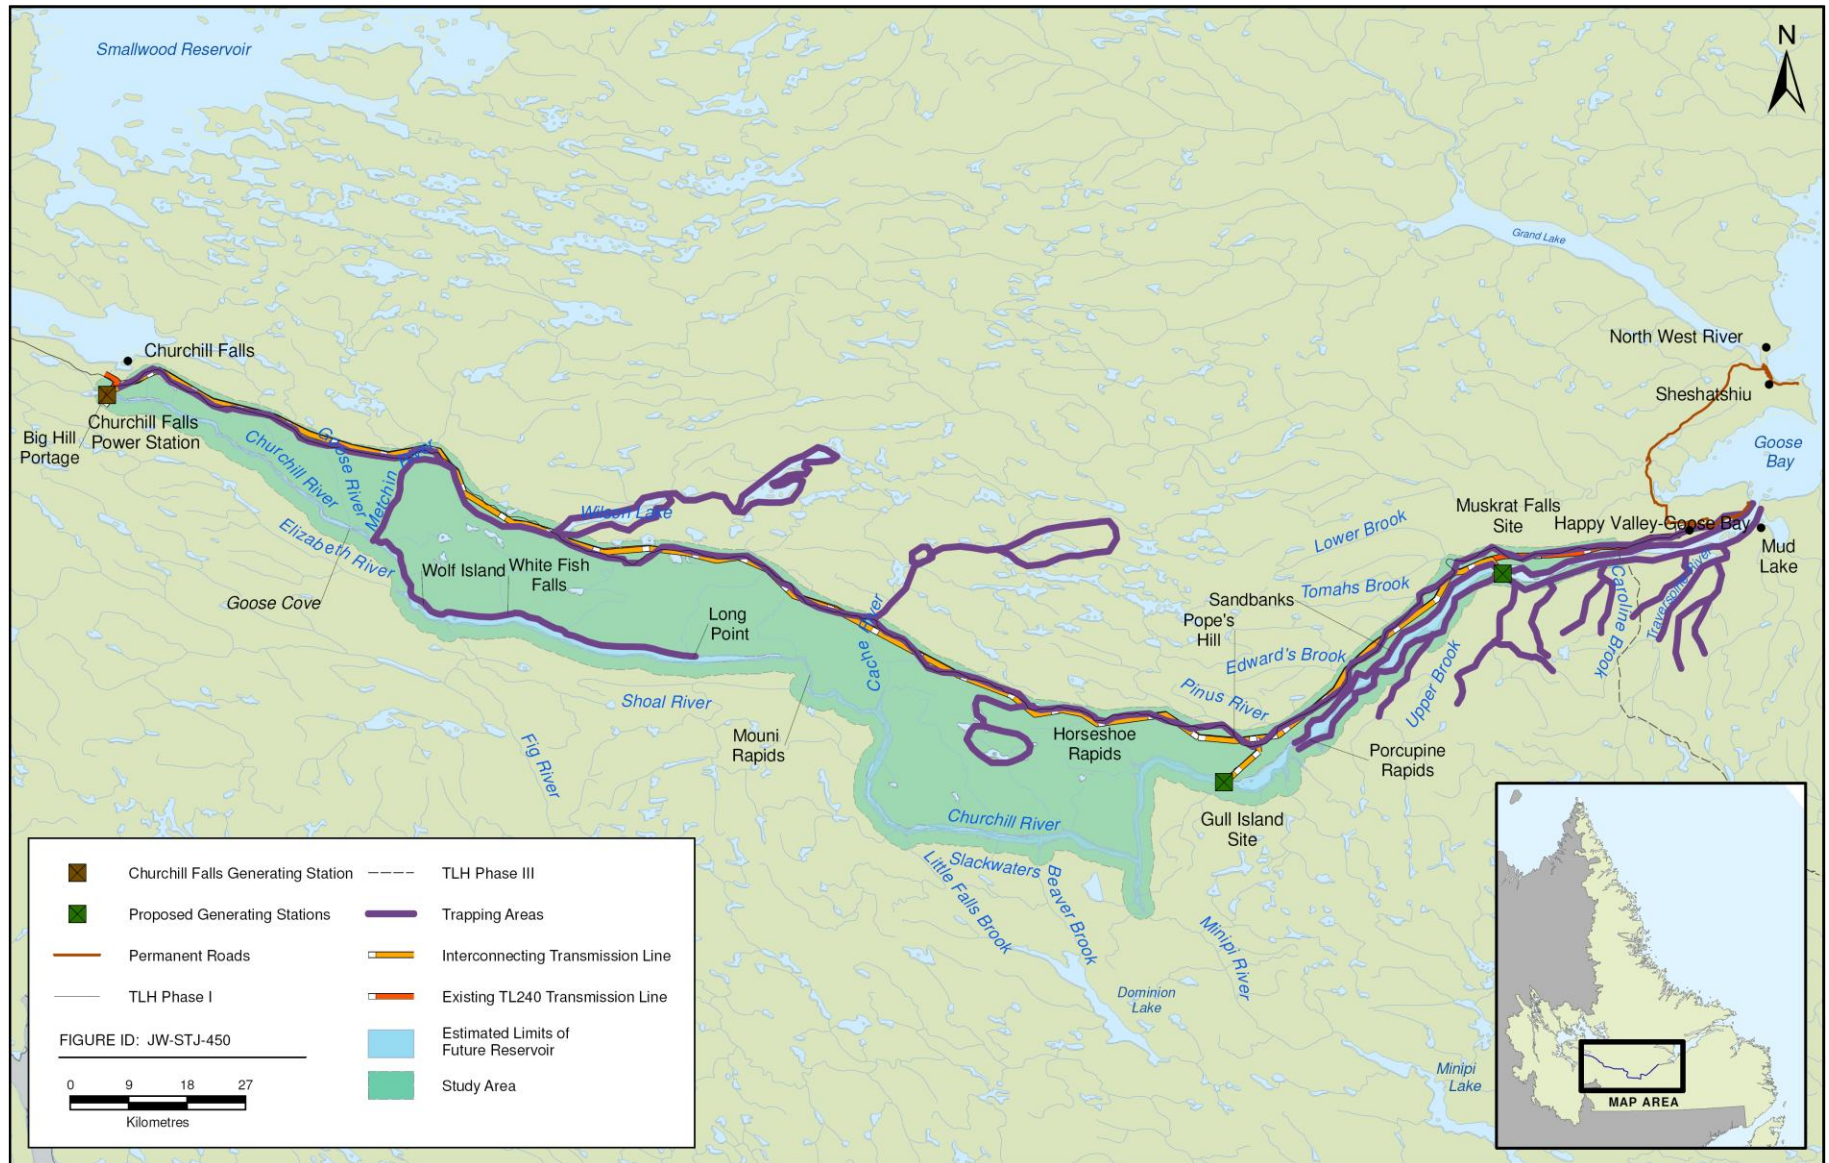 Smallwood Reservoir
N
Grand Lake
North West River
Churchill Falls
Sheshatshiu
Big Hill
Portage
Churchill Falls
Power Station
Goose
Bay
Churchill River
Goose River
Metchin
Wilson Lake
Muskrat Falls
Site
Happy Valley-Goose Bay
Lower Brook
Mud
Lake
Elizabeth River
Wolf Island
White Fish
Falls
Goose Cove
Tomahs Brook
Sandbanks
Caroline Brook
Long
Point
Pope's
Hill
Cache River
Edward's Brook
Pinus River
Upper Brook
Shoal River
Mouni
Rapids
Fig River
Horseshoe
Rapids
Porcupine
Rapids
Gull Island
Site
Churchill River
Slackwaters
Little Falls Brook
Beaver Brook
Minipi River
Dominion
Lake
Minipi
Lake
Churchill Falls Generating Station
Proposed Generating Stations
Permanent Roads
TLH Phase I
TLH Phase III
Trapping Areas
Interconnecting Transmission Line
Existing TL240 Transmission Line
Estimated Limits of
Future Reservoir
Study Area
FIGURE ID: JW-STJ-450
0 9 18 27
Kilometres
MAP AREA